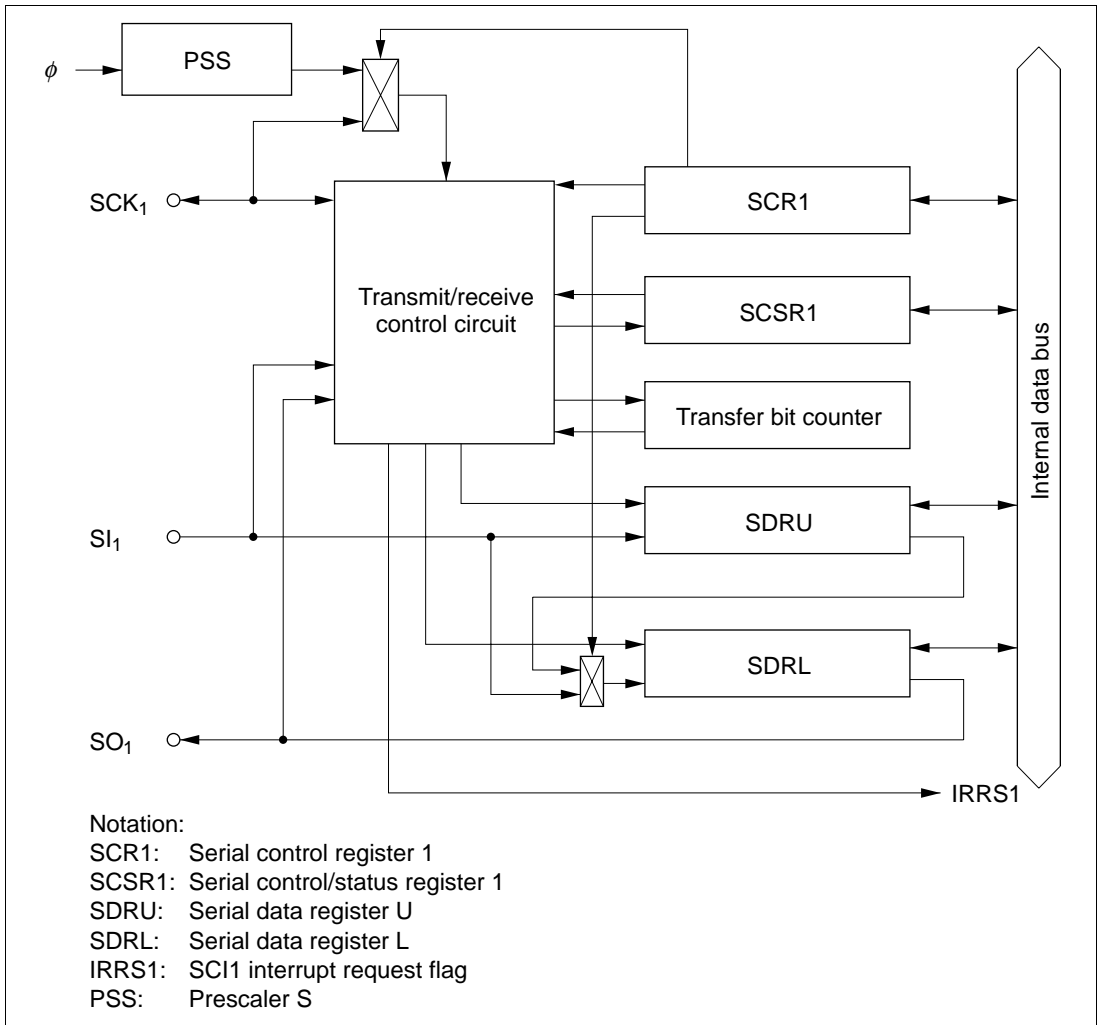 PSS
ϕ
SCK1
SCR1
Transmit/receive
control circuit
SCSR1
Transfer bit counter
Internal data bus
SI1
SDRU
SDRL
SO1
IRRS1
Notation:
SCR1: Serial control register 1
SCSR1: Serial control/status register 1
SDRU: Serial data register U
SDRL: Serial data register L
IRRS1: SCI1 interrupt request flag
PSS: Prescaler S